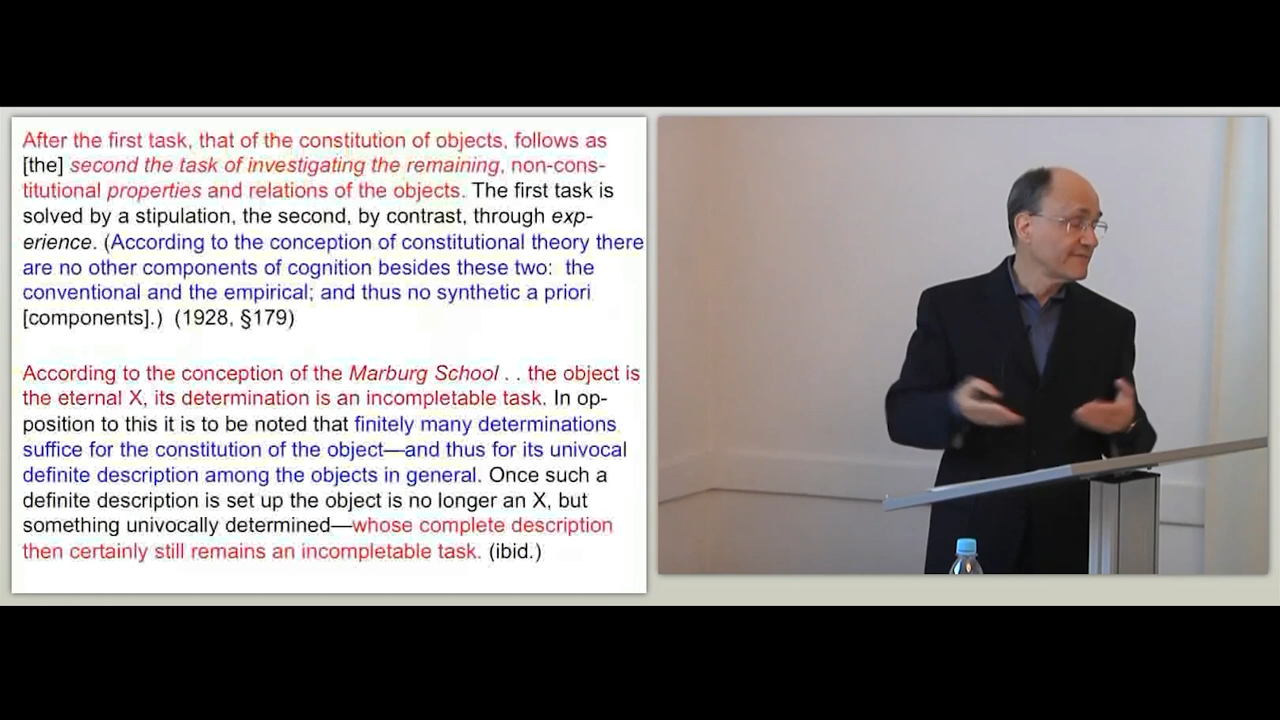 After the first task, that of the constitution of objects, follows as
[the] second the task of investigating the remaining, non-cons-
titutional properties and relations of the objects. The first task is
solved by a stipulation, the second, by contrast, through exp-
erience. (According to the conception of constitutional theory there
are no other components of cognition besides these two:  the
conventional and the empirical; and thus no synthetic a priori
[components].)  (1928, §179)
According to the conception of the Marburg School . . the object is
the eternal X, its determination is an incompletable task. In op-
position to this it is to be noted that finitely many determinations
suffice for the constitution of the object—and thus for its univocal
definite description among the objects in general. Once such a
definite description is set up the object is no longer an X, but
something univocally determined—whose complete description
then certainly still remains an incompletable task. (ibid.)